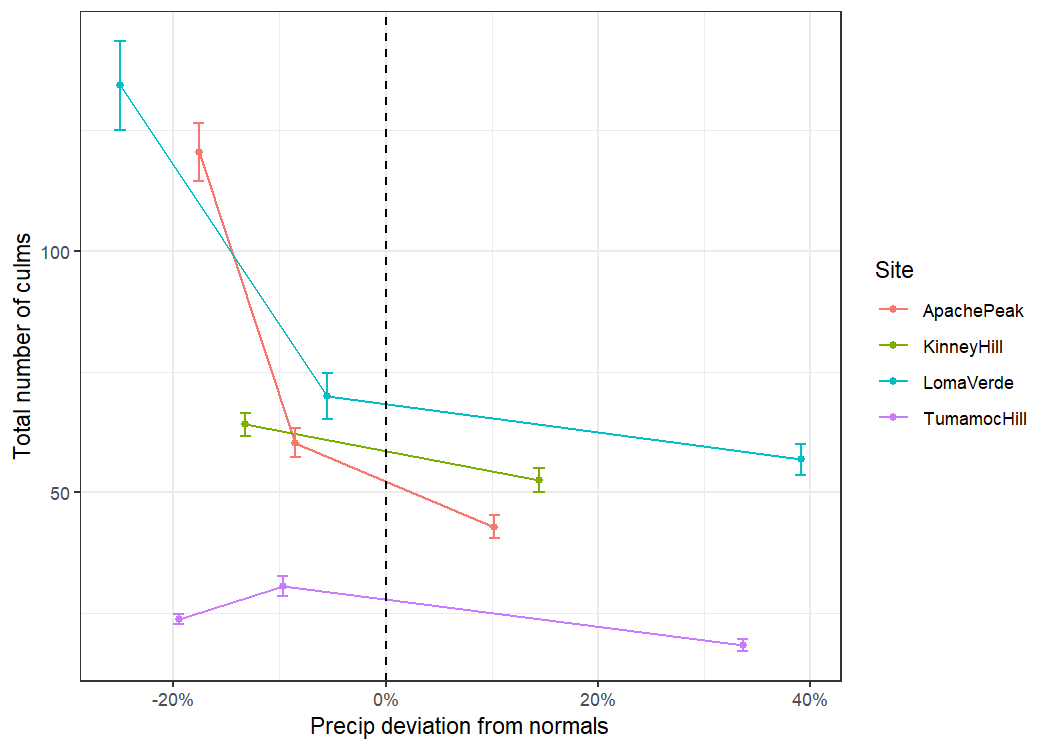 Total number of culms
100
50
-20%
0%
20%
40%
Precip deviation from normals
Site
ApachePeak
KinneyHill
LomaVerde
TumamocHill